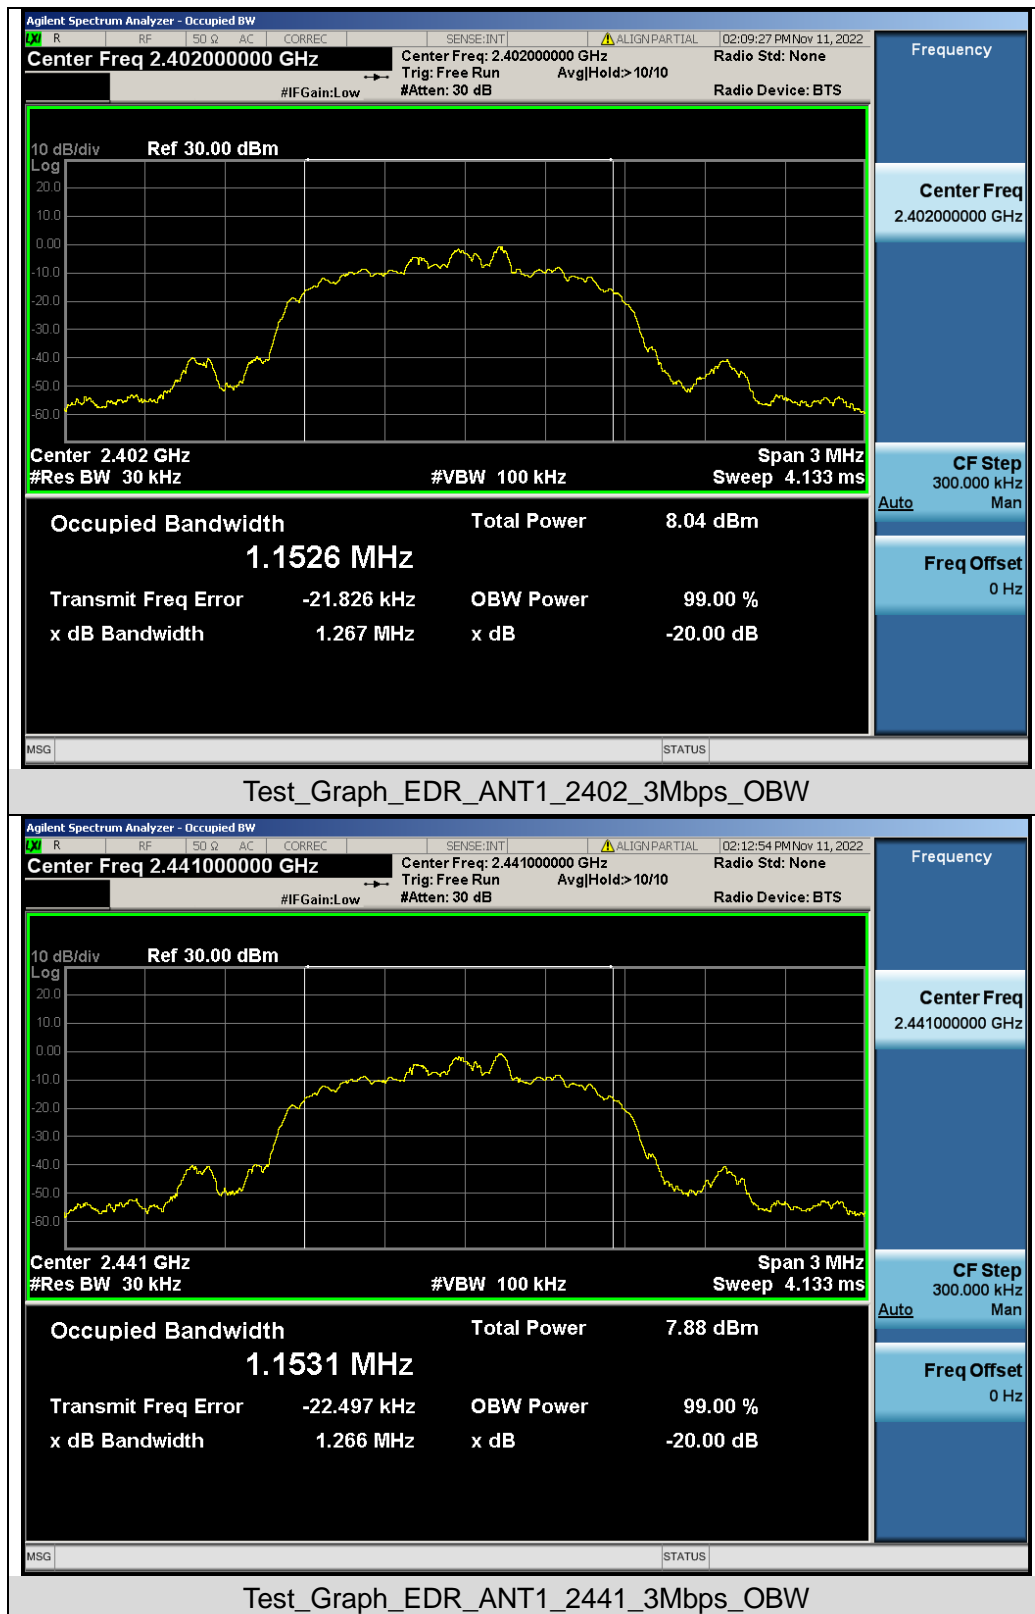 Agilent Spectrum Analyzer - Occupied BW
LXI R RF 50 Ω AC CORREC SENSE:INT ALIGN PARTIAL 02:09:27 PM Nov 11, 2022
Center Freq 2.402000000 GHz
Center Freq: 2.402000000 GHz Radio Std: None
Trig: Free Run Avg|Hold:> 10/10
#IFGain:Low #Atten: 30 dB Radio Device: BTS
Frequency
10 dB/div Ref 30.00 dBm
Log
20.0
10.0
0.00
-10.0
-20.0
-30.0
-40.0
-50.0
-60.0
Center 2.402 GHz Span 3 MHz
#Res BW 30 kHz #VBW 100 kHz Sweep 4.133 ms
Center Freq
2.402000000 GHz
CF Step
300.000 kHz
Auto Man
Freq Offset
0 Hz
Occupied Bandwidth Total Power 8.04 dBm
1.1526 MHz
Transmit Freq Error -21.826 kHz OBW Power 99.00 %
x dB Bandwidth 1.267 MHz x dB -20.00 dB
MSG STATUS
Test_Graph_EDR_ANT1_2402_3Mbps_OBW
Agilent Spectrum Analyzer - Occupied BW
LXI R RF 50 Ω AC CORREC SENSE:INT ALIGN PARTIAL 02:12:54 PM Nov 11, 2022
Center Freq 2.441000000 GHz
Center Freq: 2.441000000 GHz Radio Std: None
Trig: Free Run Avg|Hold:> 10/10
#IFGain:Low #Atten: 30 dB Radio Device: BTS
Frequency
10 dB/div Ref 30.00 dBm
Log
20.0
10.0
0.00
-10.0
-20.0
-30.0
-40.0
-50.0
-60.0
Center 2.441 GHz Span 3 MHz
#Res BW 30 kHz #VBW 100 kHz Sweep 4.133 ms
Center Freq
2.441000000 GHz
CF Step
300.000 kHz
Auto Man
Freq Offset
0 Hz
Occupied Bandwidth Total Power 7.88 dBm
1.1531 MHz
Transmit Freq Error -22.497 kHz OBW Power 99.00 %
x dB Bandwidth 1.266 MHz x dB -20.00 dB
MSG STATUS
Test_Graph_EDR_ANT1_2441_3Mbps_OBW